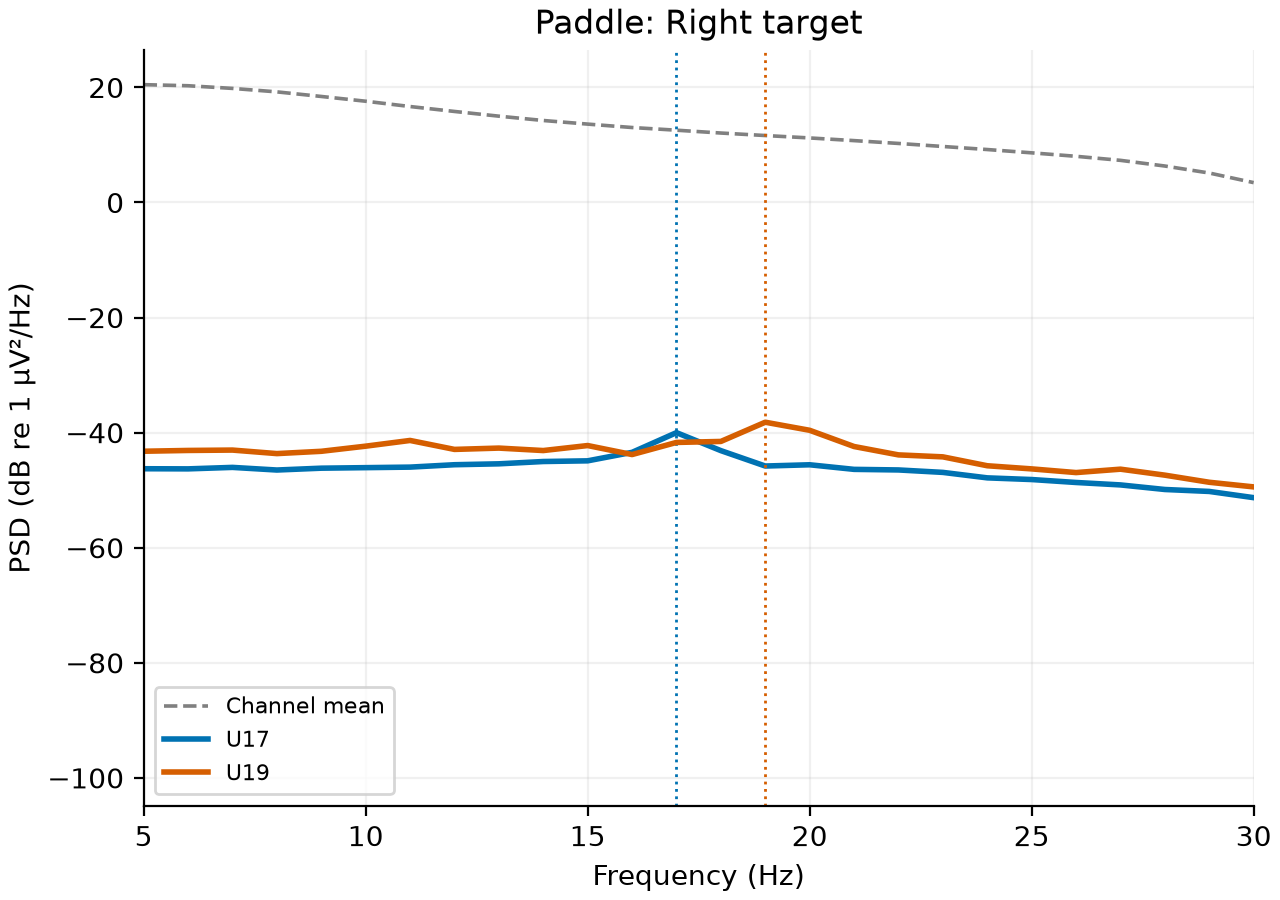 Paddle: Right target
PSD (dB re 1 µV²/Hz)
20
0
−20
−40
−60
−80
−100
Channel mean
U17
U19
5
10
15
20
25
30
Frequency (Hz)